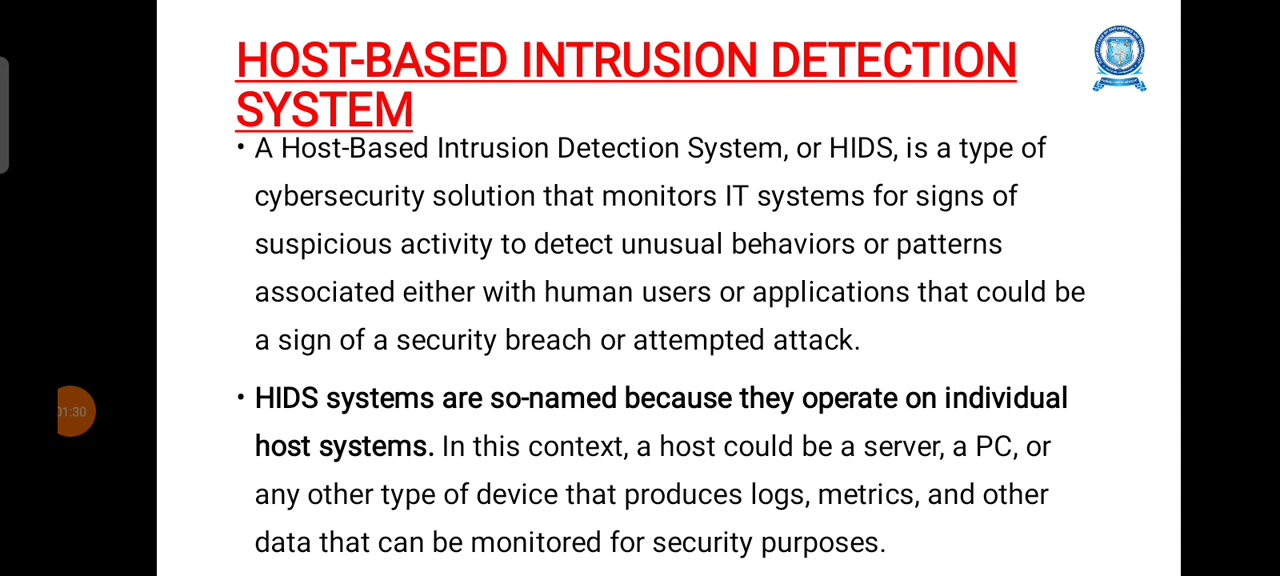 HOST-BASED INTRUSION DETECTION
SYSTEM
• A Host-Based Intrusion Detection System, or HIDS, is a type of
cybersecurity solution that monitors IT systems for signs of
suspicious activity to detect unusual behaviors or patterns
associated either with human users or applications that could be
a sign of a security breach or attempted attack.
• HIDS systems are so-named because they operate on individual
host systems. In this context, a host could be a server, a PC, or
any other type of device that produces logs, metrics, and other
data that can be monitored for security purposes.
01:30